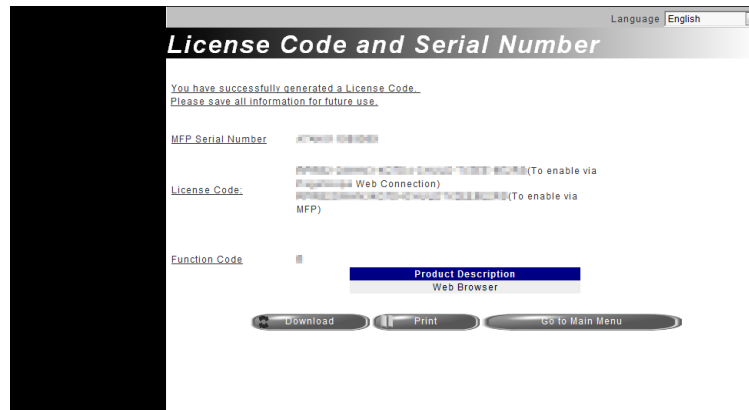 Language English
License Code and Serial Number
You have successfully generated a License Code.
Please save all information for future use.
MFP Serial Number
(To enable via
Web Connection)
License Code:
(To enable via
MFP)
Function Code
Product Description
Web Browser
Download Print Go to Main Menu